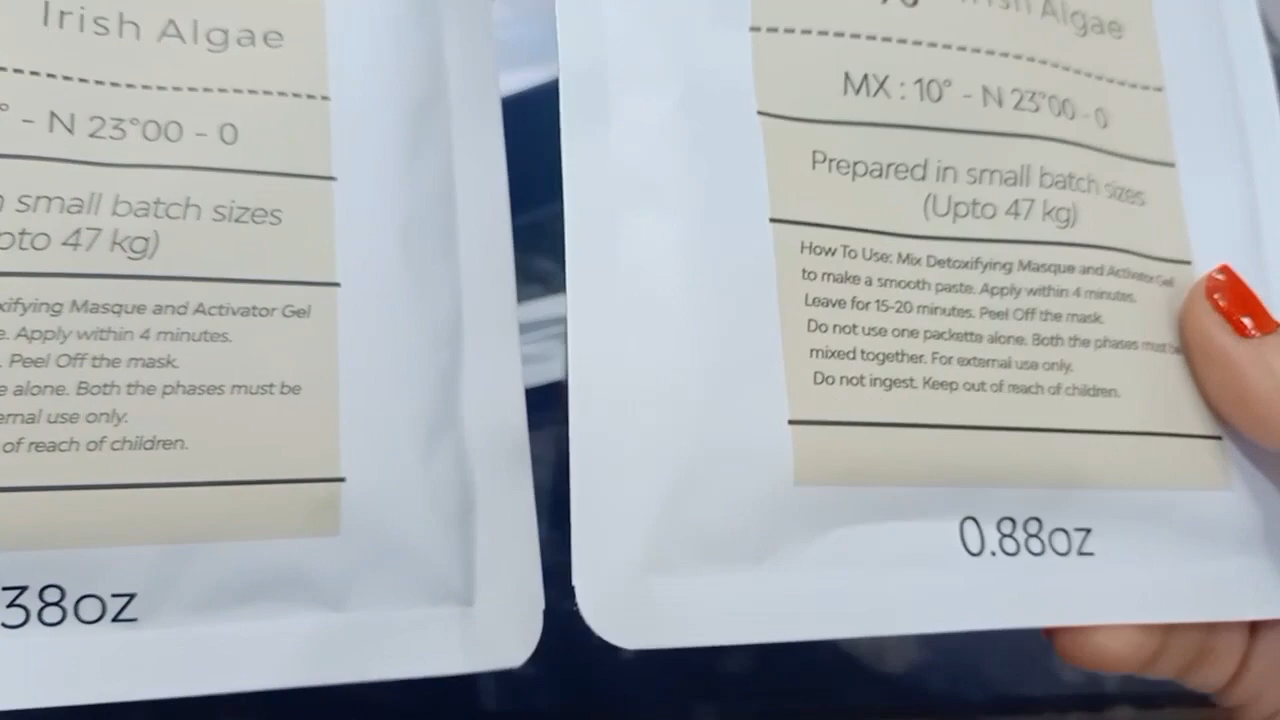 Irish Algae
° - N 23°00 - 0
small batch sizes
pto 47 kg)
xifying Masque and Activator Gel
e. Apply within 4 minutes.
. Peel Off the mask.
e alone. Both the phases must be
ernal use only.
of reach of children.
38oz
Irish Algae
MX : 10° - N 23°00 - 0
Prepared in small batch sizes
(Upto 47 kg)
How To Use: Mix Detoxifying Masque and Activator Gel
to make a smooth paste. Apply within 4 minutes.
Leave for 15-20 minutes. Peel Off the mask.
Do not use one packette alone. Both the phases must be
mixed together. For external use only.
Do not ingest. Keep out of reach of children.
0.88oz